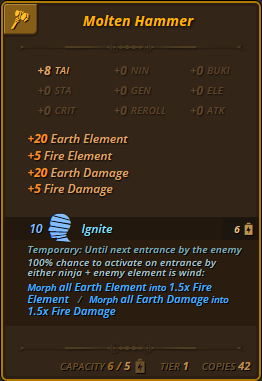 Molten Hammer
+8 TAI +0 NIN +0 BUKI
+0 STA +0 GEN +0 ELE
+0 CRIT +0 REROLL +0 ATK
+20 Earth Element
+5 Fire Element
+20 Earth Damage
+5 Fire Damage
10 Ignite 6
Temporary: Until next entrance by the enemy
100% chance to activate on entrance by
either ninja + enemy element is wind:
Morph all Earth Element into 1.5x Fire
Element / Morph all Earth Damage into
1.5x Fire Damage
CAPACITY 6 / 5 TIER 1 COPIES 42